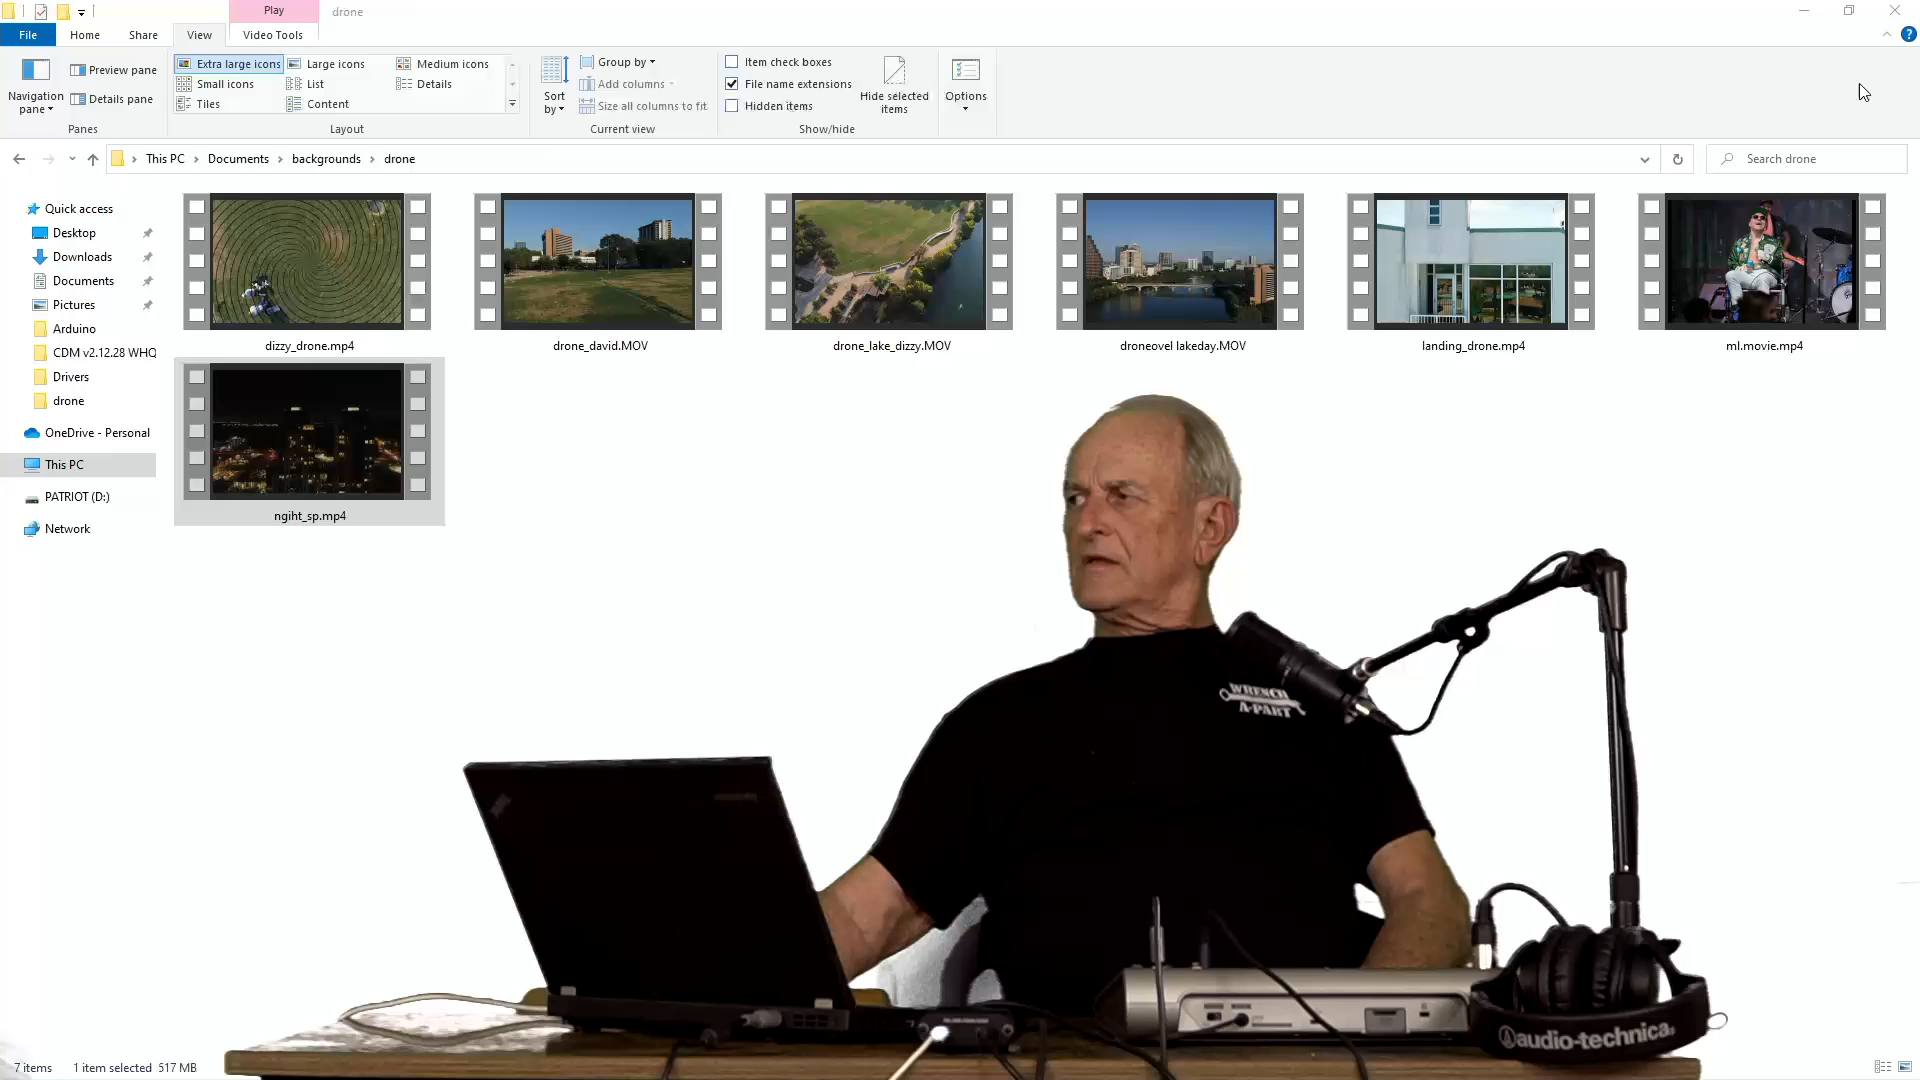 Play
drone
File
Home
Share
View
Video Tools
Navigation pane
Preview pane
Details pane
Panes
Extra large icons
Large icons
Medium icons
Small icons
List
Details
Tiles
Content
Layout
Sort by
Group by
Add columns
Size all columns to fit
Current view
Item check boxes
File name extensions
Hidden items
Hide selected items
Show/hide
Options
This PC
Documents
backgrounds
drone
Search drone
Quick access
Desktop
Downloads
Documents
Pictures
Arduino
CDM v2.12.28 WHQ
Drivers
drone
OneDrive - Personal
This PC
PATRIOT (D:)
Network
dizzy_drone.mp4
drone_david.MOV
drone_lake_dizzy.MOV
droneovel lakeday.MOV
landing_drone.mp4
ml.movie.mp4
ngiht_sp.mp4
WRENCH
A-PART
audio-technica
7 items
1 item selected 517 MB